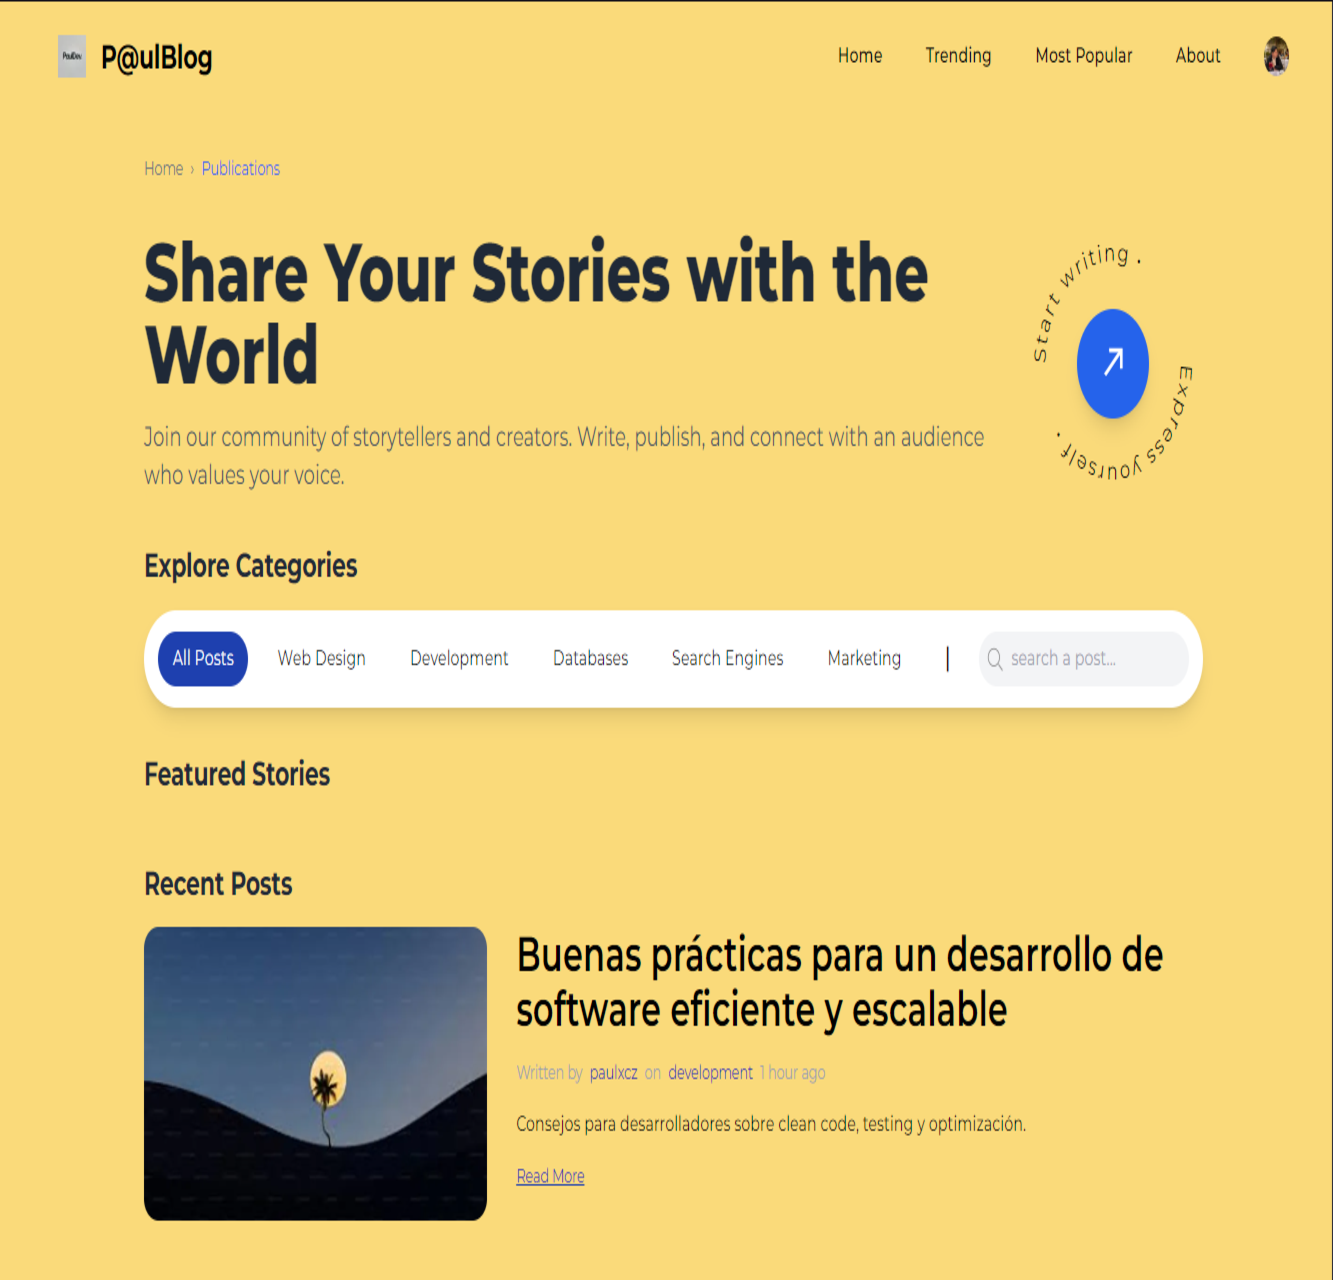 PaulDev
P@ulBlog
Home
Trending
Most Popular
About
Home › Publications
Share Your Stories with the
World
Join our community of storytellers and creators. Write, publish, and connect with an audience
who values your voice.
Start writing .
Express yourself .
Explore Categories
All Posts
Web Design
Development
Databases
Search Engines
Marketing
|
search a post...
Featured Stories
Recent Posts
Buenas prácticas para un desarrollo de
software eficiente y escalable
Written by paulxcz on development 1 hour ago
Consejos para desarrolladores sobre clean code, testing y optimización.
Read More